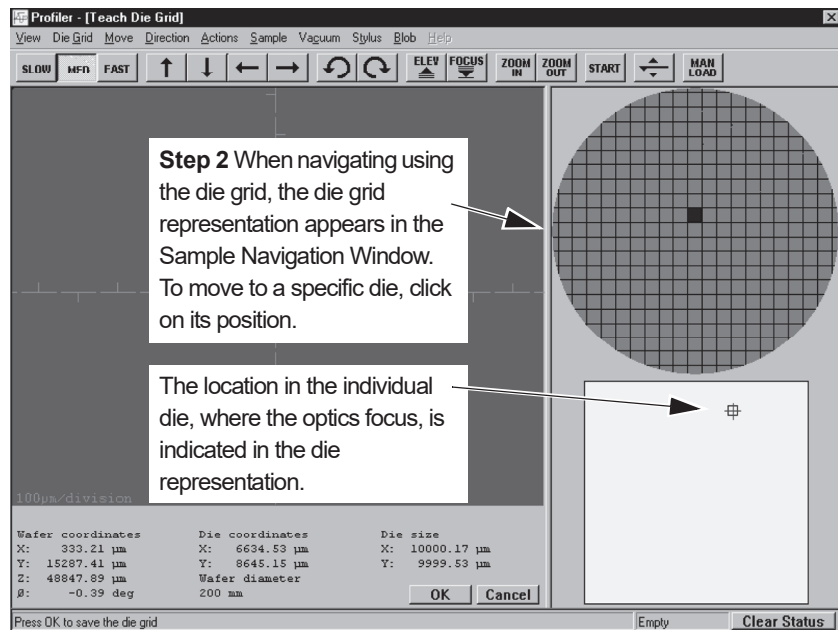 Profiler - [Teach Die Grid]
View Die Grid Move Direction Actions Sample Vacuum Stylus Blob Help
SLOW MED FAST ELEV FOCUS ZOOM IN ZOOM OUT START MAN LOAD
Step 2 When navigating using
the die grid, the die grid
representation appears in the
Sample Navigation Window.
To move to a specific die, click
on its position.
The location in the individual
die, where the optics focus, is
indicated in the die
representation.
100µm/division
Wafer coordinates Die coordinates Die size
X: 333.21 µm X: 6634.53 µm X: 10000.17 µm
Y: 15287.41 µm Y: 8645.15 µm Y: 9999.53 µm
Z: 48847.89 µm Wafer diameter
Ø: -0.39 deg 200 mm OK Cancel
Press OK to save the die grid Empty Clear Status